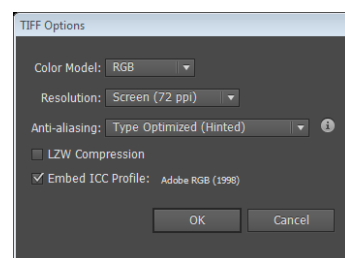 TIFF Options
Color Model: RGB
Resolution: Screen (72 ppi)
Anti-aliasing: Type Optimized (Hinted)
LZW Compression
Embed ICC Profile: Adobe RGB (1998)
OK Cancel